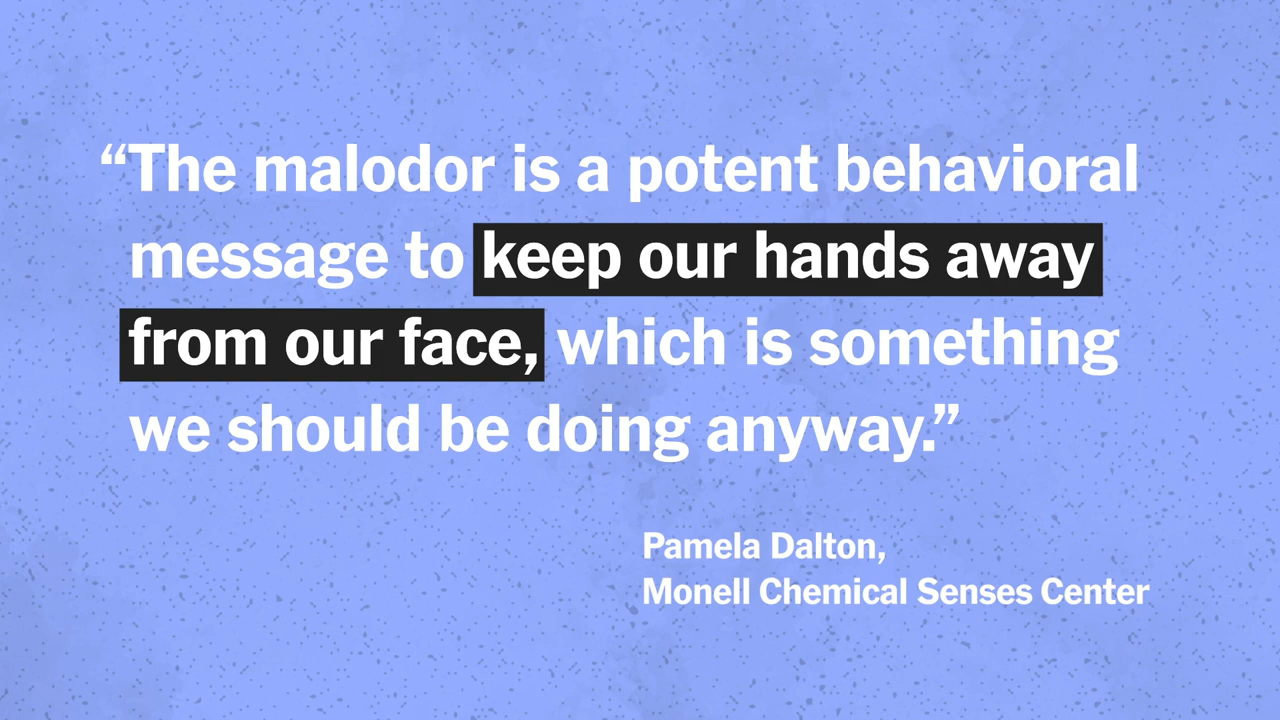 “The malodor is a potent behavioral
message to keep our hands away
from our face, which is something
we should be doing anyway.”
Pamela Dalton,
Monell Chemical Senses Center